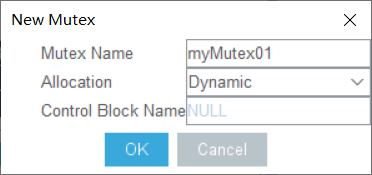 New Mutex
Mutex Name myMutex01
Allocation Dynamic
Control Block Name NULL
OK Cancel